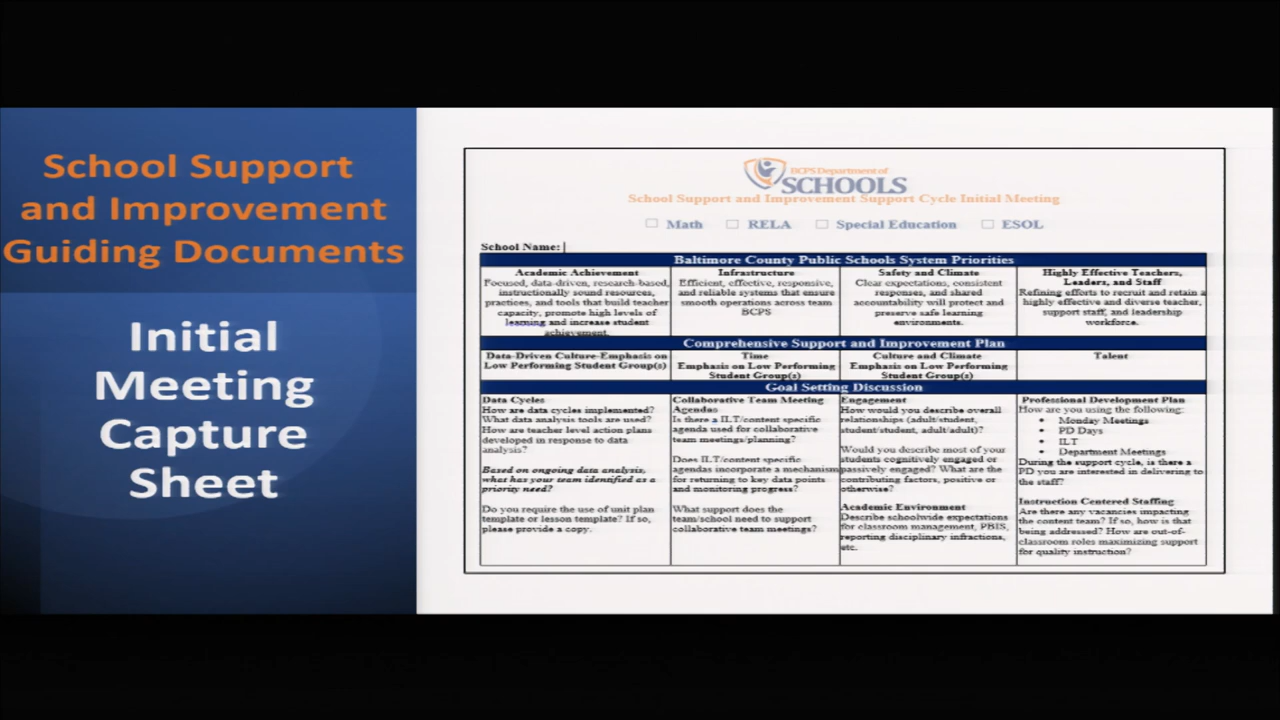 School Support
and Improvement
Guiding Documents
Initial
Meeting
Capture
Sheet
BCPS Department of
SCHOOLS
School Support and Improvement Support Cycle Initial Meeting
☐ Math ☐ RELA ☐ Special Education ☐ ESOL
School Name:
Baltimore County Public Schools System Priorities
Academic Achievement
Focused, data-driven, research-based,
instructionally sound resources,
practices, and tools that build teacher
capacity, promote high levels of
learning and increase student
achievement.
Infrastructure
Efficient, effective, responsive,
and reliable systems that ensure
smooth operations across team
BCPS
Safety and Climate
Clear expectations, consistent
responses, and shared
accountability will protect and
preserve safe learning
environments.
Highly Effective Teachers,
Leaders, and Staff
Refining efforts to recruit and retain a
highly effective and diverse teacher,
support staff, and leadership
workforce.
Comprehensive Support and Improvement Plan
Data-Driven Culture-Emphasis on
Low Performing Student Group(s)
Time
Emphasis on Low Performing
Student Group(s)
Culture and Climate
Emphasis on Low Performing
Student Group(s)
Talent
Goal Setting Discussion
Data Cycles
How are data cycles implemented?
What data analysis tools are used?
How are teacher level action plans
developed in response to data
analysis?
Based on ongoing data analysis,
what has your team identified as a
priority need?
Do you require the use of unit plan
template or lesson template? If so,
please provide a copy.
Collaborative Team Meeting
Agendas
Is there a ILT/content specific
agenda used for collaborative
team meetings/planning?
Does ILT/content specific
agendas incorporate a mechanism
for returning to key data points
and monitoring progress?
What support does the
team/school need to support
collaborative team meetings?
Engagement
How would you describe overall
relationships (adult/student,
student/student, adult/adult)?
Would you describe most of your
students cognitively engaged or
passively engaged? What are the
contributing factors, positive or
otherwise?
Academic Environment
Describe schoolwide expectations
for classroom management, PBIS,
reporting disciplinary infractions,
etc.
Professional Development Plan
How are you using the following:
• Monday Meetings
• PD Days
• ILT
• Department Meetings
During the support cycle, is there a
PD you are interested in delivering to
the staff?
Instruction Centered Staffing
Are there any vacancies impacting
the content team? If so, how is that
being addressed? How are out-of-
classroom roles maximizing support
for quality instruction?